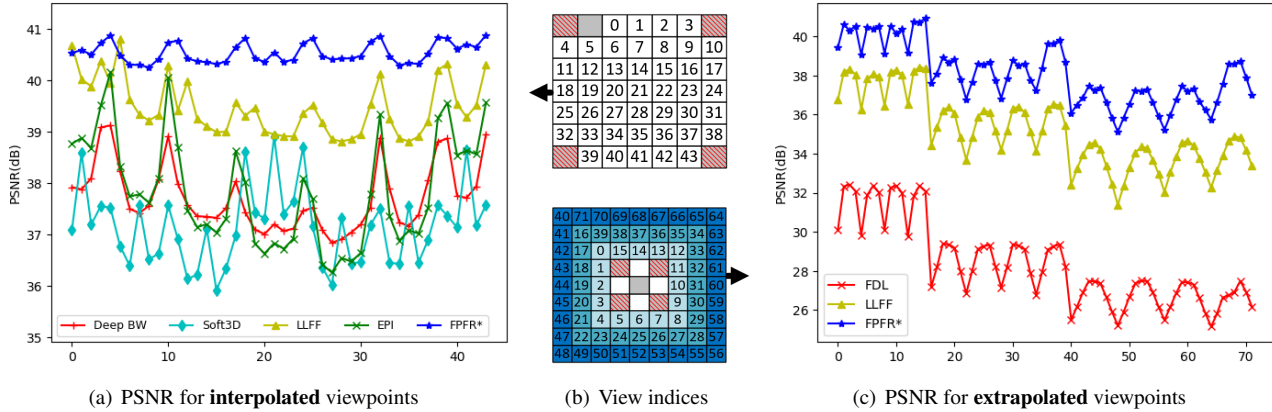 PSNR(dB)
41
40
39
38
37
36
35
0
10
20
30
40
Deep BW Soft3D LLFF EPI FPFR*
(a) PSNR for interpolated viewpoints
0 1 2 3
4 5 6 7 8 9 10
11 12 13 14 15 16 17
18 19 20 21 22 23 24
25 26 27 28 29 30 31
32 33 34 35 36 37 38
39 40 41 42 43
40 71 70 69 68 67 66 65 64
41 16 39 38 37 36 35 34 63
42 17 0 15 14 13 12 33 62
43 18 1 11 32 61
44 19 2 10 31 60
45 20 3 9 30 59
46 21 4 5 6 7 8 29 58
47 22 23 24 25 26 27 28 57
48 49 50 51 52 53 54 55 56
(b) View indices
PSNR(dB)
40
38
36
34
32
30
28
26
0
10
20
30
40
50
60
70
FDL
LLFF
FPFR*
(c) PSNR for extrapolated viewpoints